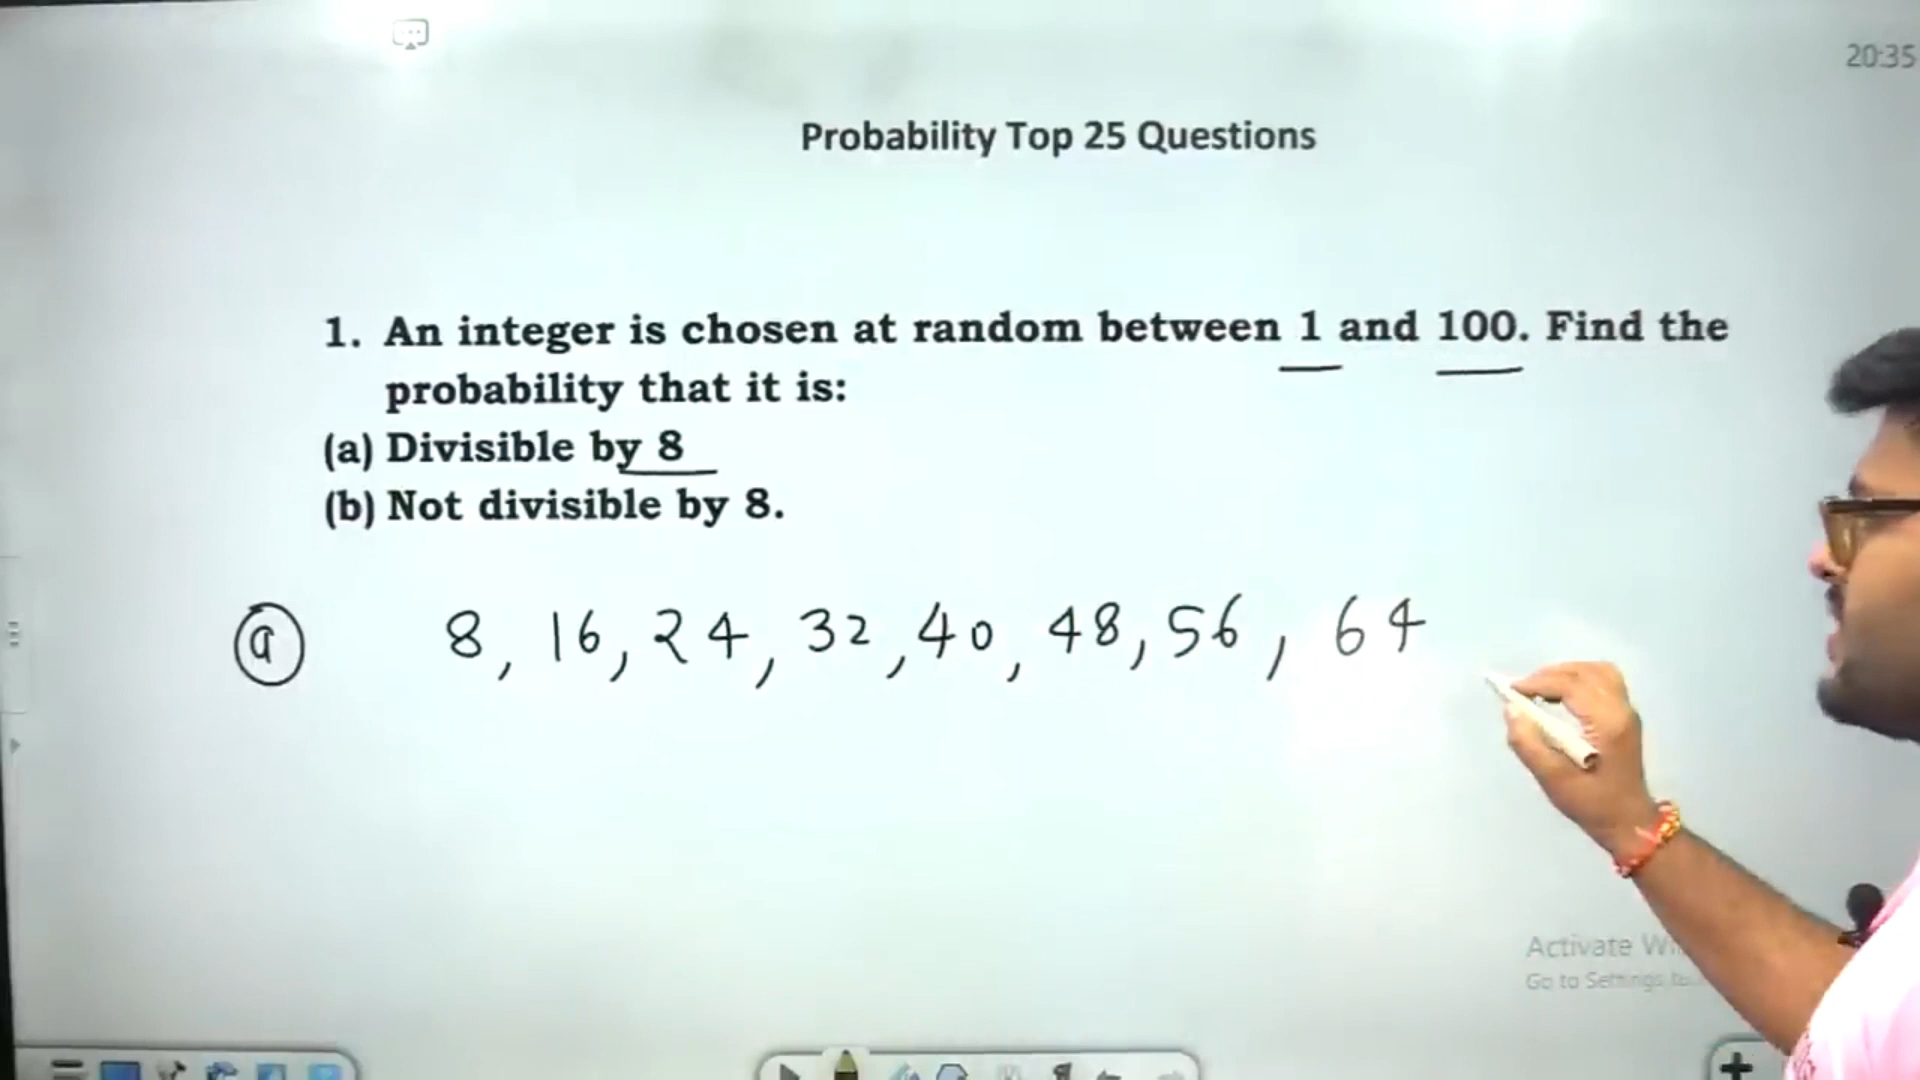 20:35
Probability Top 25 Questions
1. An integer is chosen at random between 1 and 100. Find the
probability that it is:
(a) Divisible by 8
(b) Not divisible by 8.
a 8, 16, 24, 32, 40, 48, 56, 64
Activate
Go to Settings